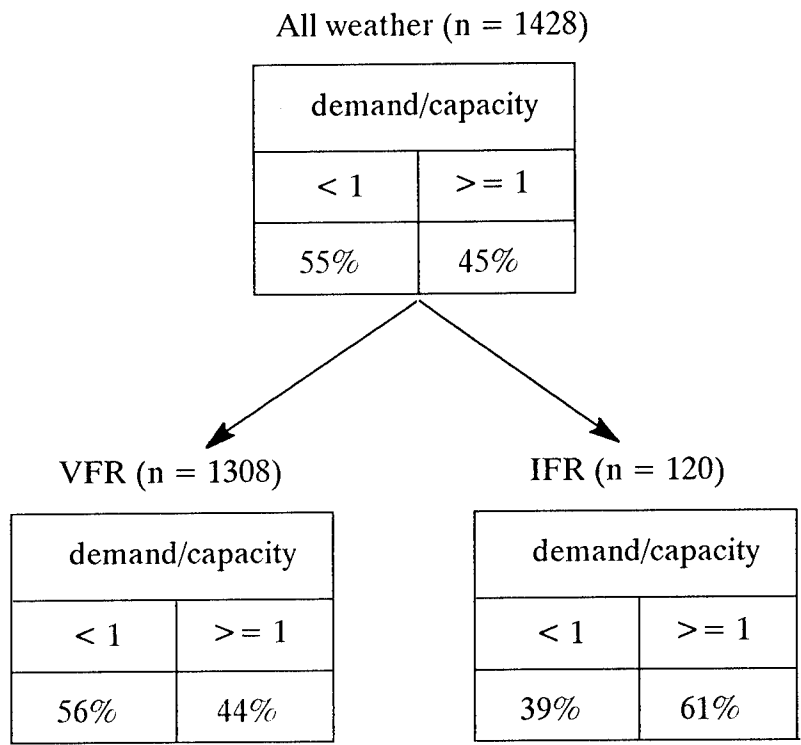 All weather (n = 1428)
demand/capacity
< 1 >= 1
55% 45%
VFR (n = 1308)
demand/capacity
< 1 >= 1
56% 44%
IFR (n = 120)
demand/capacity
< 1 >= 1
39% 61%